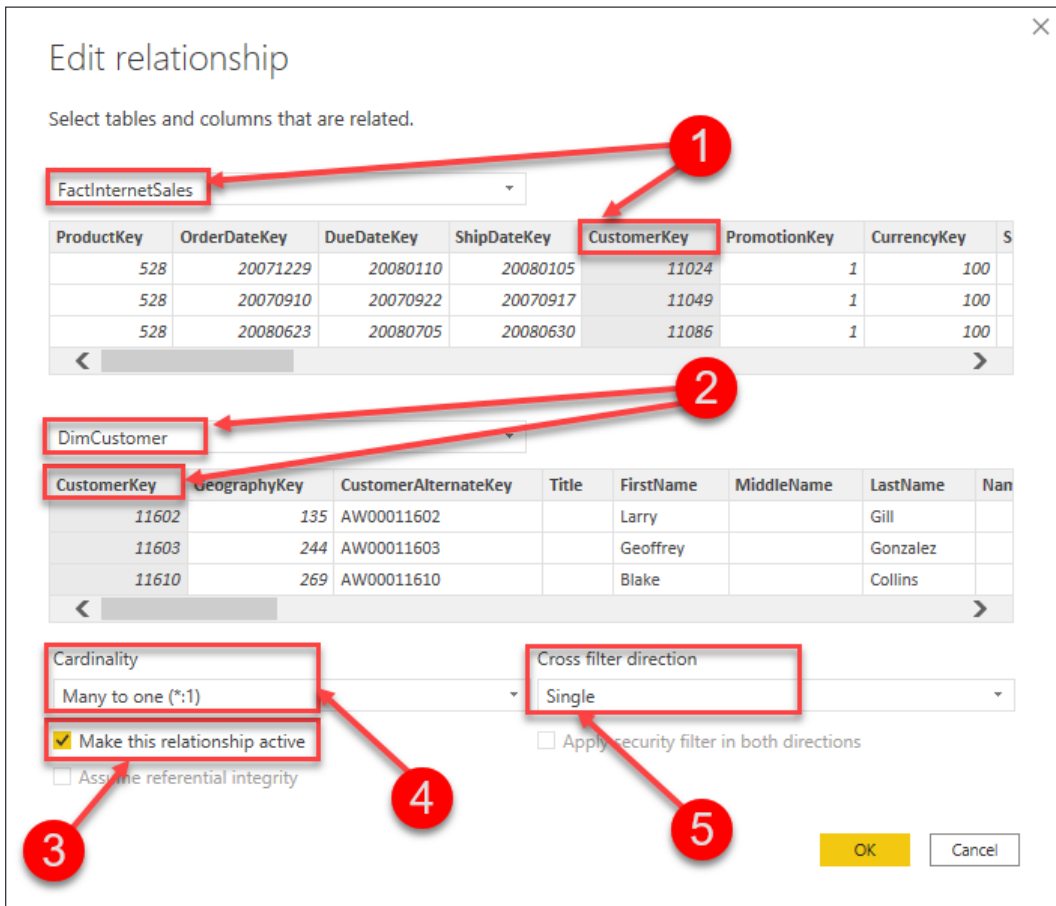 Edit relationship
Select tables and columns that are related.
1
FactInternetSales
ProductKey OrderDateKey DueDateKey ShipDateKey CustomerKey PromotionKey CurrencyKey S
528 20071229 20080110 20080105 11024 1 100
528 20070910 20070922 20070917 11049 1 100
528 20080623 20080705 20080630 11086 1 100
2
DimCustomer
CustomerKey GeographyKey CustomerAlternateKey Title FirstName MiddleName LastName Nam
11602 135 AW00011602 Larry Gill
11603 244 AW00011603 Geoffrey Gonzalez
11610 269 AW00011610 Blake Collins
Cardinality Cross filter direction
Many to one (*:1) Single
Make this relationship active Apply security filter in both directions
Assume referential integrity
4
5
3
OK Cancel